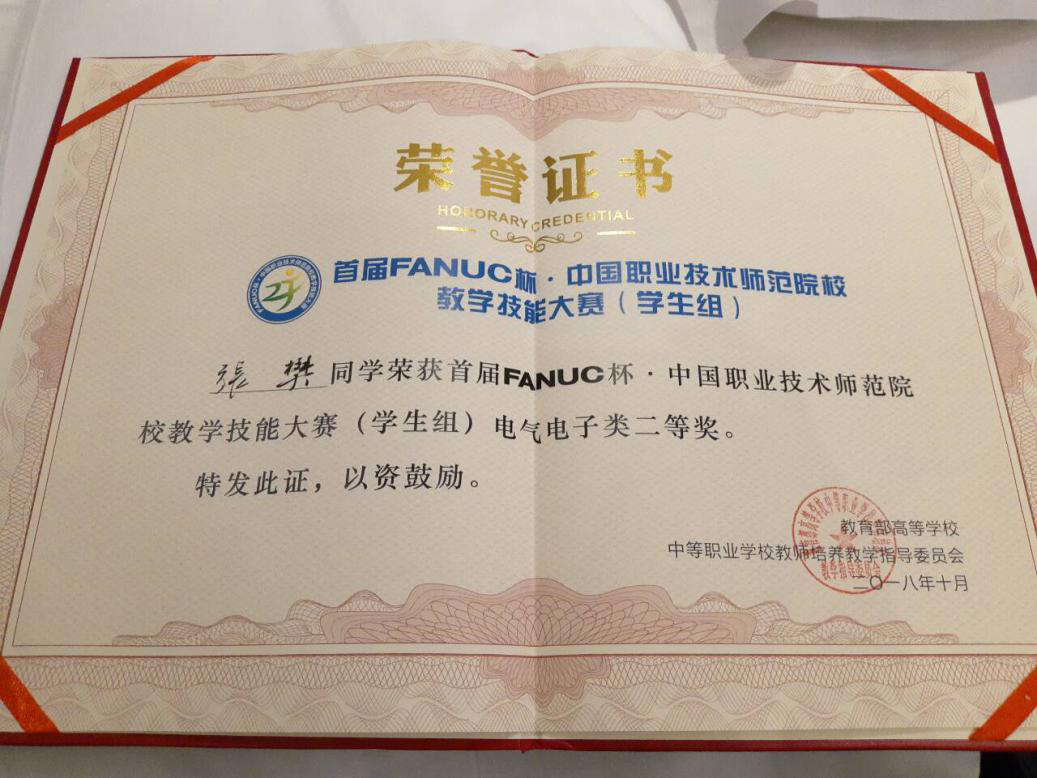 荣誉证书
HONORARY CREDENTIAL
首届FANUC杯·中国职业技术师范院校
教学技能大赛（学生组）
張樊同学荣获首届FANUC杯·中国职业技术师范院
校教学技能大赛（学生组）电气电子类二等奖。
特发此证，以资鼓励。
教育部高等学校
中等职业学校教师培养教学指导委员会
二〇一八年十月